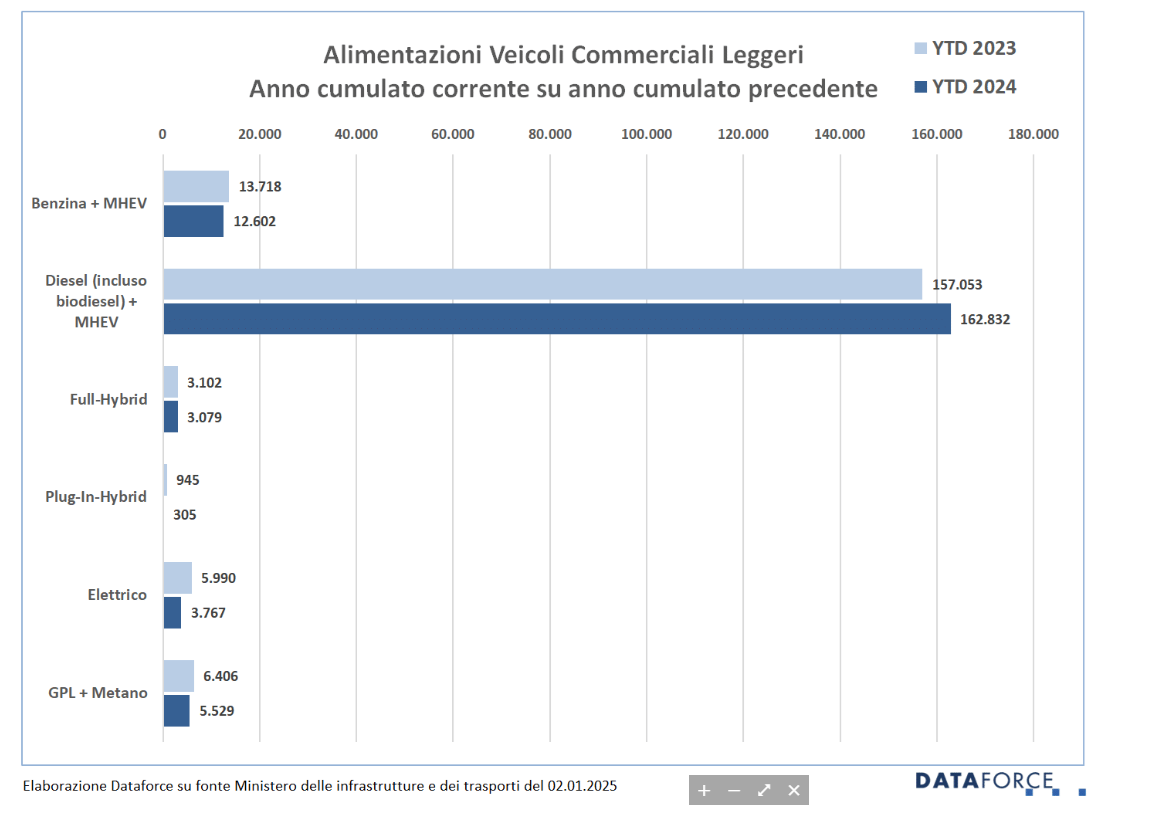 Alimentazioni Veicoli Commerciali Leggeri
Anno cumulato corrente su anno cumulato precedente
YTD 2023
YTD 2024
0 20.000 40.000 60.000 80.000 100.000 120.000 140.000 160.000 180.000
Benzina + MHEV
13.718
12.602
Diesel (incluso
biodiesel) +
MHEV
157.053
162.832
Full-Hybrid
3.102
3.079
Plug-In-Hybrid
945
305
Elettrico
5.990
3.767
GPL + Metano
6.406
5.529
Elaborazione Dataforce su fonte Ministero delle infrastrutture e dei trasporti del 02.01.2025
DATAFORCE